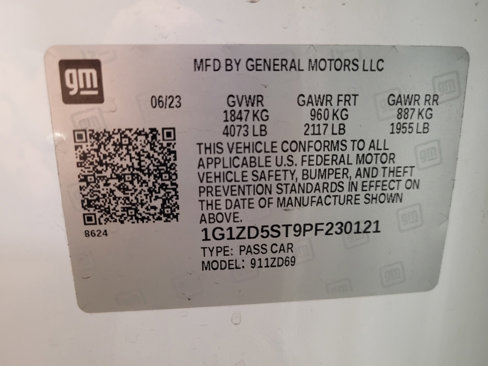 gm
MFD BY GENERAL MOTORS LLC
06/23 GVWR GAWR FRT GAWR RR
1847 KG 960 KG 887 KG
4073 LB 2117 LB 1955 LB
THIS VEHICLE CONFORMS TO ALL
APPLICABLE U.S. FEDERAL MOTOR
VEHICLE SAFETY, BUMPER, AND THEFT
PREVENTION STANDARDS IN EFFECT ON
THE DATE OF MANUFACTURE SHOWN
ABOVE.
8624
1G1ZD5ST9PF230121
TYPE: PASS CAR
MODEL: 911ZD69